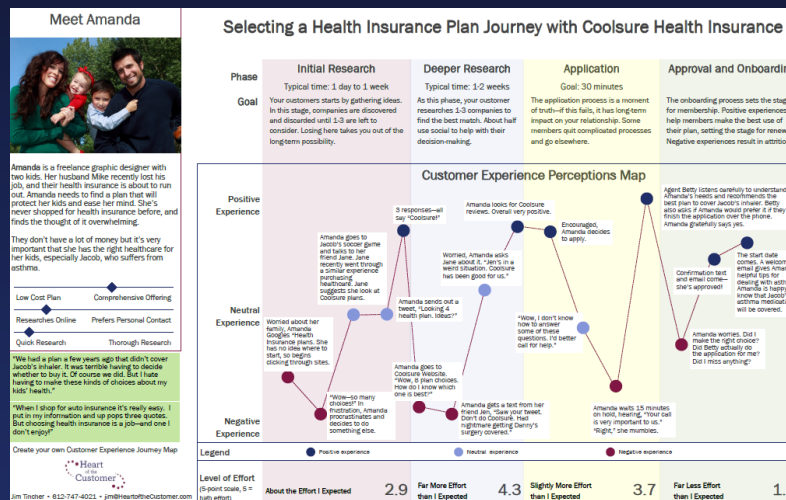 Meet Amanda
Amanda is a freelance graphic designer with
two kids. Her husband Mike recently lost his
job, and their health insurance is about to run
out. Amanda needs to find a plan that will
protect her kids and ease her mind. She's
never shopped for health insurance before, and
finds the thought of it overwhelming.
They don't have a lot of money but it's very
important that she has the right healthcare for
her kids, especially Jacob, who suffers from
asthma.
Low Cost Plan Comprehensive Offering
Researches Online Prefers Personal Contact
Quick Research Thorough Research
"We had a plan a few years ago that didn't cover
Jacob's inhaler. It was terrible having to decide
whether to buy it. Of course we did. But I hate
having to make these kinds of choices about my
kids' health."
"When I shop for auto insurance it's really easy. I
put in my information and up pops three quotes.
But choosing health insurance is a job—and one I
don't enjoy!"
Create your own Customer Experience Journey Map
Heart
of the
Customer
Jim Tincher • 612-747-4021 • jim@HeartoftheCustomer.com
Selecting a Health Insurance Plan Journey with Coolsure Health Insurance
Phase
Goal
Initial Research
Typical time: 1 day to 1 week
Your customers starts by gathering ideas.
In this stage, companies are discovered
and discarded until 1-3 are left to
consider. Losing here takes you out of the
long-term possibility.
Deeper Research
Typical time: 1-2 weeks
As this phase, your customer
researches 1-3 companies to
find the best match. About half
use social to help with their
decision-making.
Application
Goal: 30 minutes
The application process is a moment
of truth—if this fails, it has long-term
impact on your relationship. Some
members quit complicated processes
and go elsewhere.
Approval and Onboardin
The onboarding process sets the stag
for membership. Positive experiences
help members make the best use of
their plan, setting the stage for renew
Negative experiences result in attritio
Customer Experience Perceptions Map
Positive
Experience
Neutral
Experience
Negative
Experience
Worried about her
family, Amanda
Googles "Health
Insurance plans. She
has no idea where to
start, so begins
clicking through sites.
"Wow—so many
choices!" In
frustration, Amanda
procrastinates and
decides to do
something else.
Amanda goes to
Jacob's soccer game
and talks to her
friend Jane. Jane
recently went through
a similar experience
purchasing
healthcare. Jane
suggests she look at
Coolsure plans.
Amanda sends out a
tweet, "Looking 4
health plan. Ideas?"
3 responses—all
say "Coolsure!"
Amanda goes to
Coolsure Website.
"Wow, 8 plan choices.
How do I know which
one is best?"
Amanda gets a text from her
friend Jen, "Saw your tweet.
Don't do Coolsure. Had
nightmare getting Danny's
surgery covered."
Worried, Amanda asks
Jane about it. "Jen's in a
weird situation. Coolsure
has been good for us."
Amanda looks for Coolsure
reviews. Overall very positive.
Encouraged,
Amanda decides
to apply.
"Wow, I don't know
how to answer
some of these
questions. I'd better
call for help."
Amanda waits 15 minutes
on hold, hearing, "Your call
is very important to us."
"Right," she mumbles.
Agent Betty listens carefully to understand
Amanda's needs and recommends the
best plan to cover Jacob's inhaler. Betty
also asks if Amanda would prefer it if they
finish the application over the phone.
Amanda gratefully says yes.
Amanda worries. Did I
make the right choice?
Did Betty actually do
the application for me?
Did I miss anything?
Confirmation text
and email come—
she's approved!
The start date
comes. A welcom
email gives Aman
helpful tips for
dealing with asth
Amanda is happy
know that Jacob'
asthma medicati
will be covered.
Legend Positive experience Neutral experience Negative experience
Level of Effort
(5-point scale, 5 =
high effort)
About the Effort I Expected 2.9
Far More Effort
than I Expected 4.3
Slightly More Effort
than I Expected 3.7
Far Less Effort
than I Expected 1.